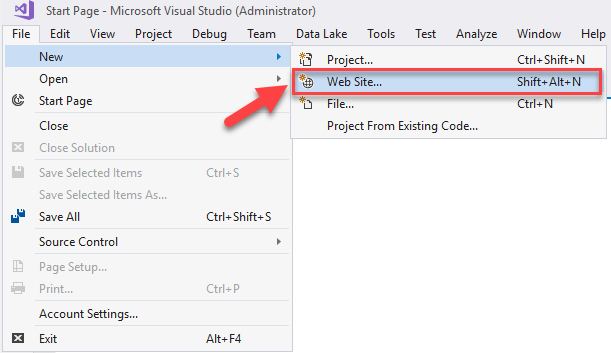 Start Page - Microsoft Visual Studio (Administrator)
File Edit View Project Debug Team Data Lake Tools Test Analyze Window Help
New
Project... Ctrl+Shift+N
Open
Web Site... Shift+Alt+N
Start Page
File... Ctrl+N
Close
Project From Existing Code...
Close Solution
Save Selected Items Ctrl+S
Save Selected Items As...
Save All Ctrl+Shift+S
Source Control
Page Setup...
Print... Ctrl+P
Account Settings...
Exit Alt+F4